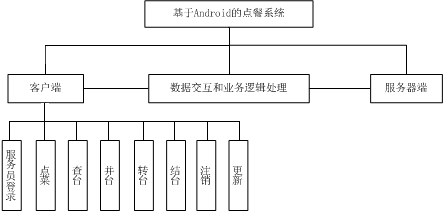 基于Android的点餐系统
客户端
数据交互和业务逻辑处理
服务器端
服务员登录
点菜
查台
并台
转台
结台
注销
更新